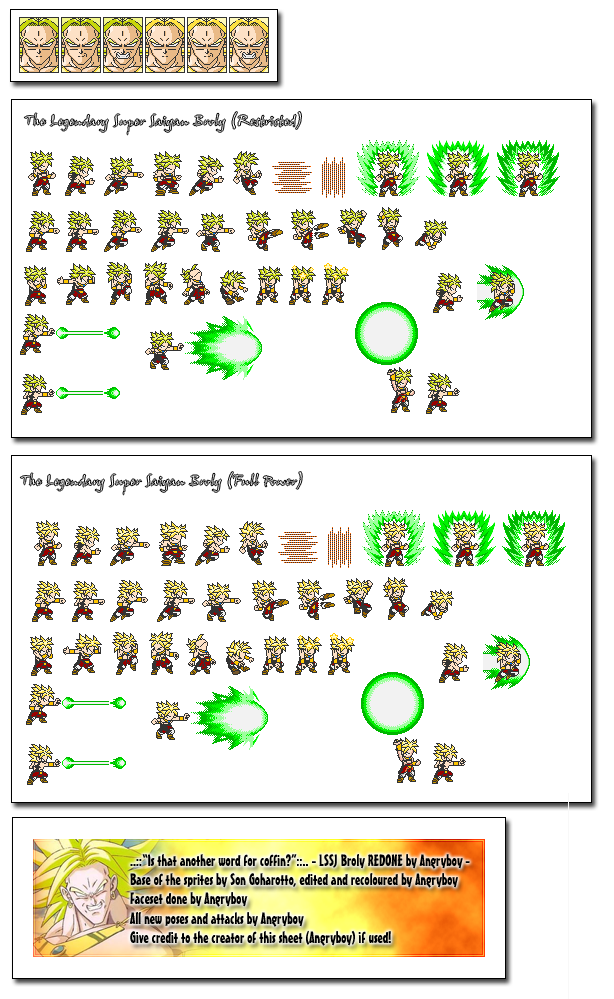 The Legendary Super Saiyan Broly (Restricted)
The Legendary Super Saiyan Broly (Full Power)
..::"Is that another word for coffin?"::.. - LSSJ Broly REDONE by Angryboy -
Base of the sprites by Son Goharotto, edited and recoloured by Angryboy
Faceset done by Angryboy
All new poses and attacks by Angryboy
Give credit to the creator of this sheet (Angryboy) if used!